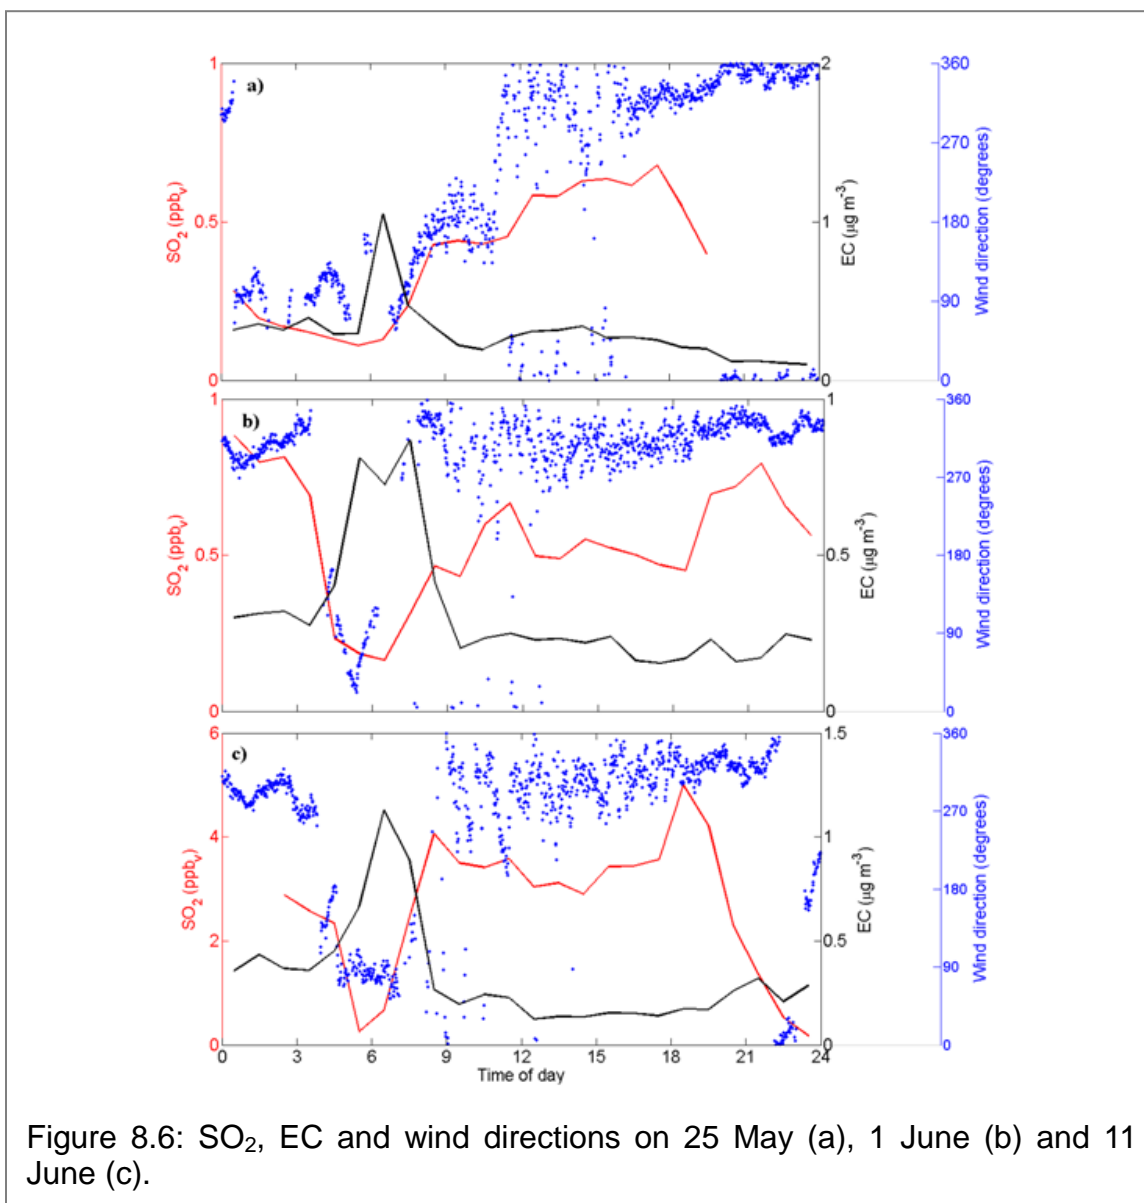 a)
1
0.5
0
SO2 (ppbv)
2
1
0
EC (μg m-3)
360
270
180
90
0
Wind direction (degrees)
b)
1
0.5
0
SO2 (ppbv)
1
0.5
0
EC (μg m-3)
360
270
180
90
0
Wind direction (degrees)
c)
6
4
2
0
SO2 (ppbv)
1.5
1
0.5
0
EC (μg m-3)
360
270
180
90
0
Wind direction (degrees)
0 3 6 9 12 15 18 21 24
Time of day
Figure 8.6: SO2, EC and wind directions on 25 May (a), 1 June (b) and 11
June (c).